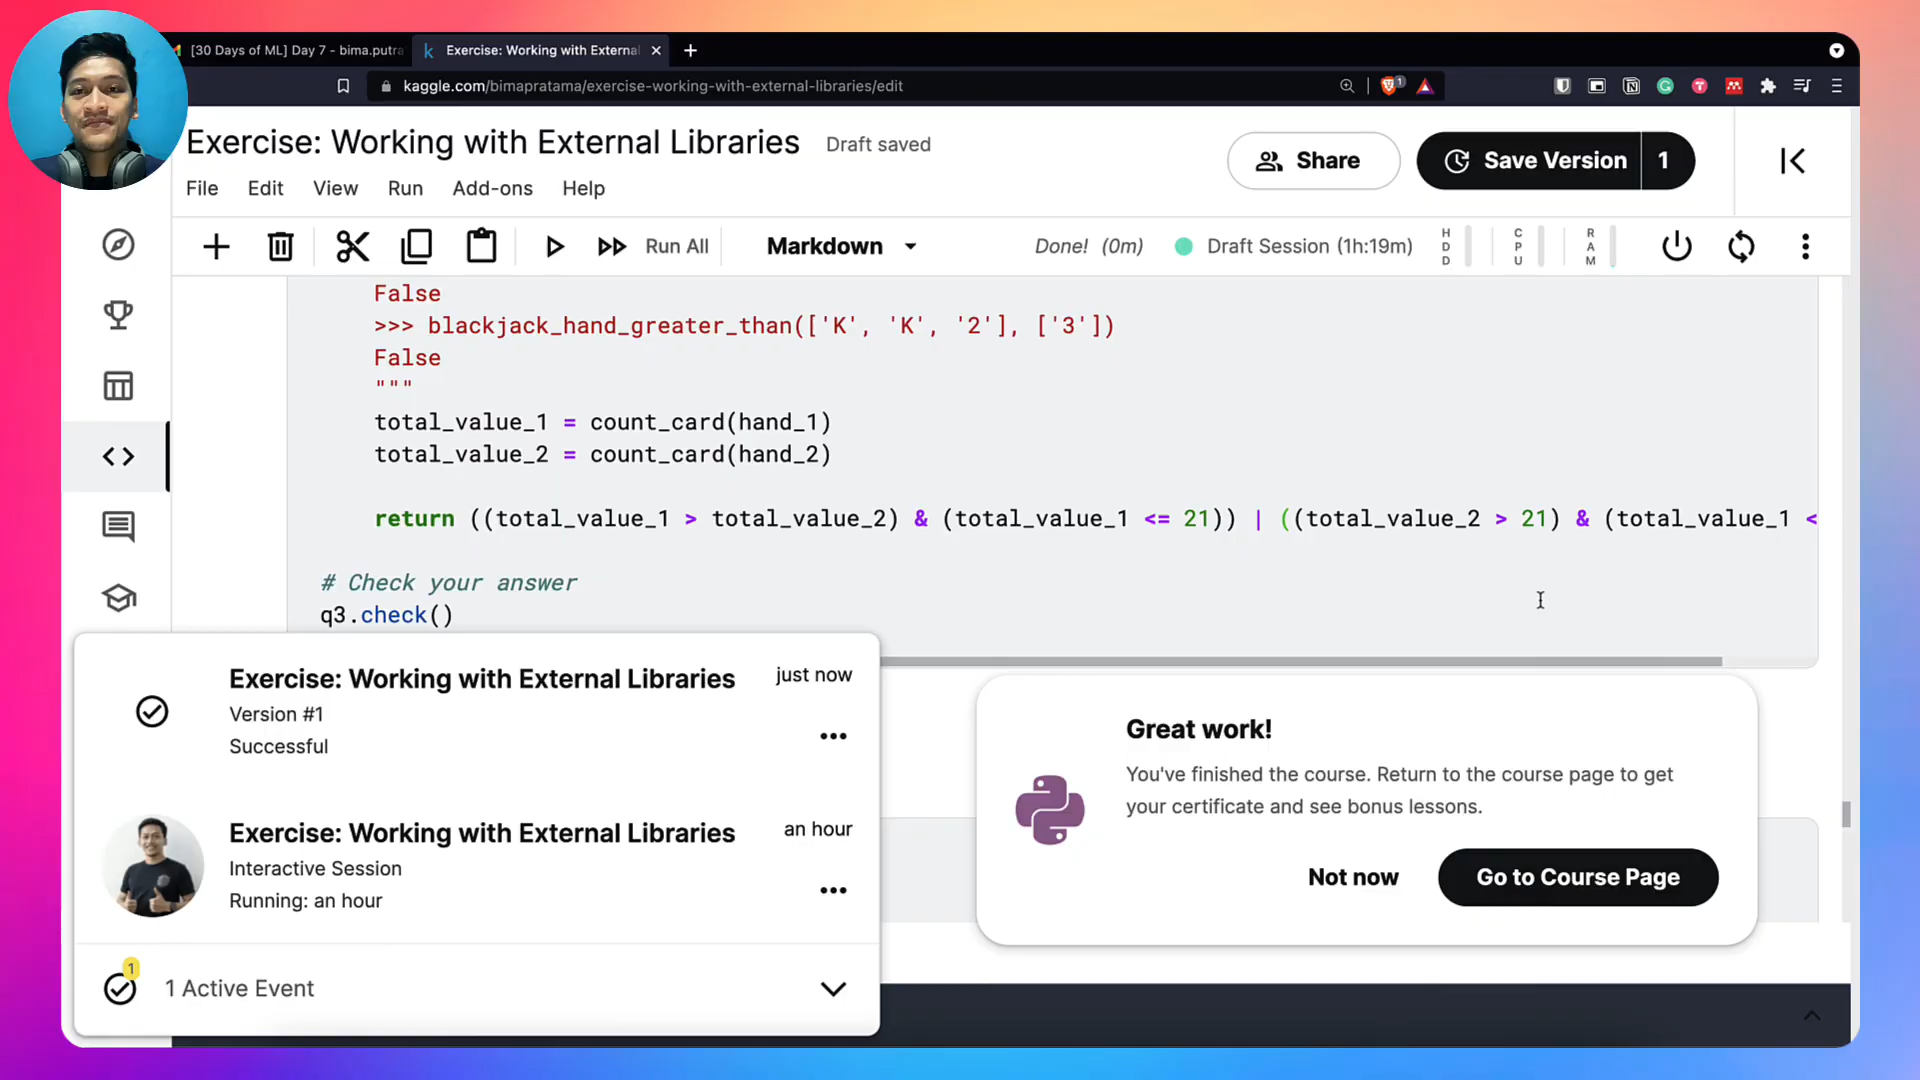 [30 Days of ML] Day 7 - bima.putra
Exercise: Working with External
kaggle.com/bimapratama/exercise-working-with-external-libraries/edit
1
Exercise: Working with External Libraries
Draft saved
Share
Save Version
1
File
Edit
View
Run
Add-ons
Help
Run All
Markdown
Done! (0m)
Draft Session (1h:19m)
HDD
CPU
RAM
False
>>> blackjack_hand_greater_than(['K', 'K', '2'], ['3'])
False
"""
total_value_1 = count_card(hand_1)
total_value_2 = count_card(hand_2)
return ((total_value_1 > total_value_2) & (total_value_1 <= 21)) | ((total_value_2 > 21) & (total_value_1 <
# Check your answer
q3.check()
Exercise: Working with External Libraries
just now
Version #1
Successful
Exercise: Working with External Libraries
an hour
Interactive Session
Running: an hour
1
1 Active Event
Great work!
You've finished the course. Return to the course page to get
your certificate and see bonus lessons.
Not now
Go to Course Page